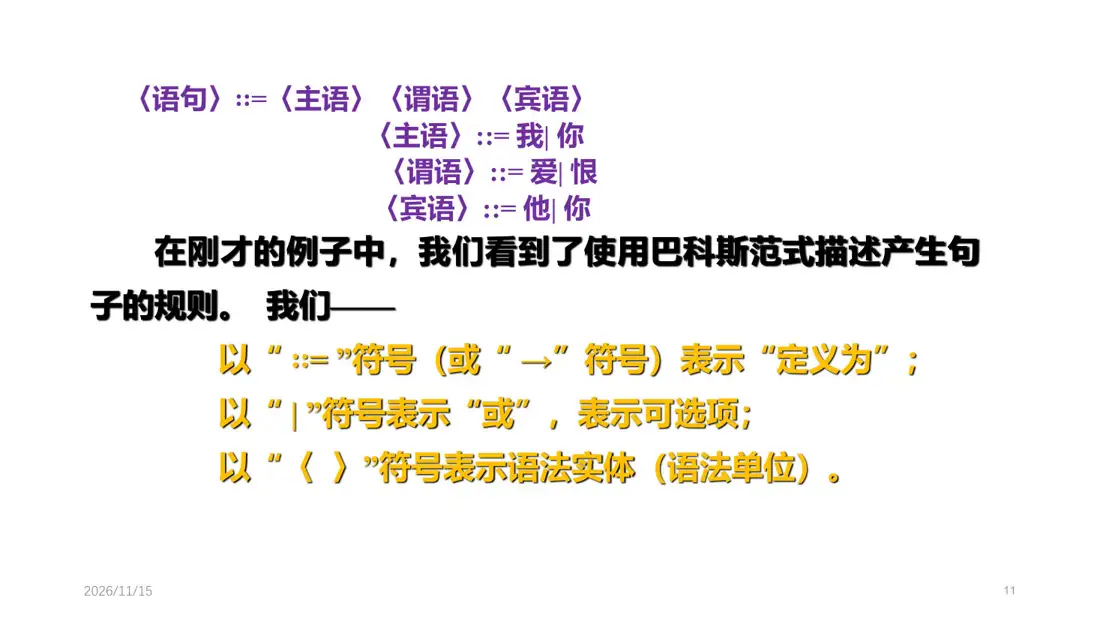 〈语句〉::=〈主语〉〈谓语〉〈宾语〉
〈主语〉::= 我| 你
〈谓语〉::= 爱| 恨
〈宾语〉::= 他| 你
在刚才的例子中，我们看到了使用巴科斯范式描述产生句
子的规则。 我们——
以“ ::= ”符号（或“ →”符号）表示“定义为”；
以“ | ”符号表示“或”，表示可选项；
以“〈 〉”符号表示语法实体（语法单位）。
2026/11/15
11